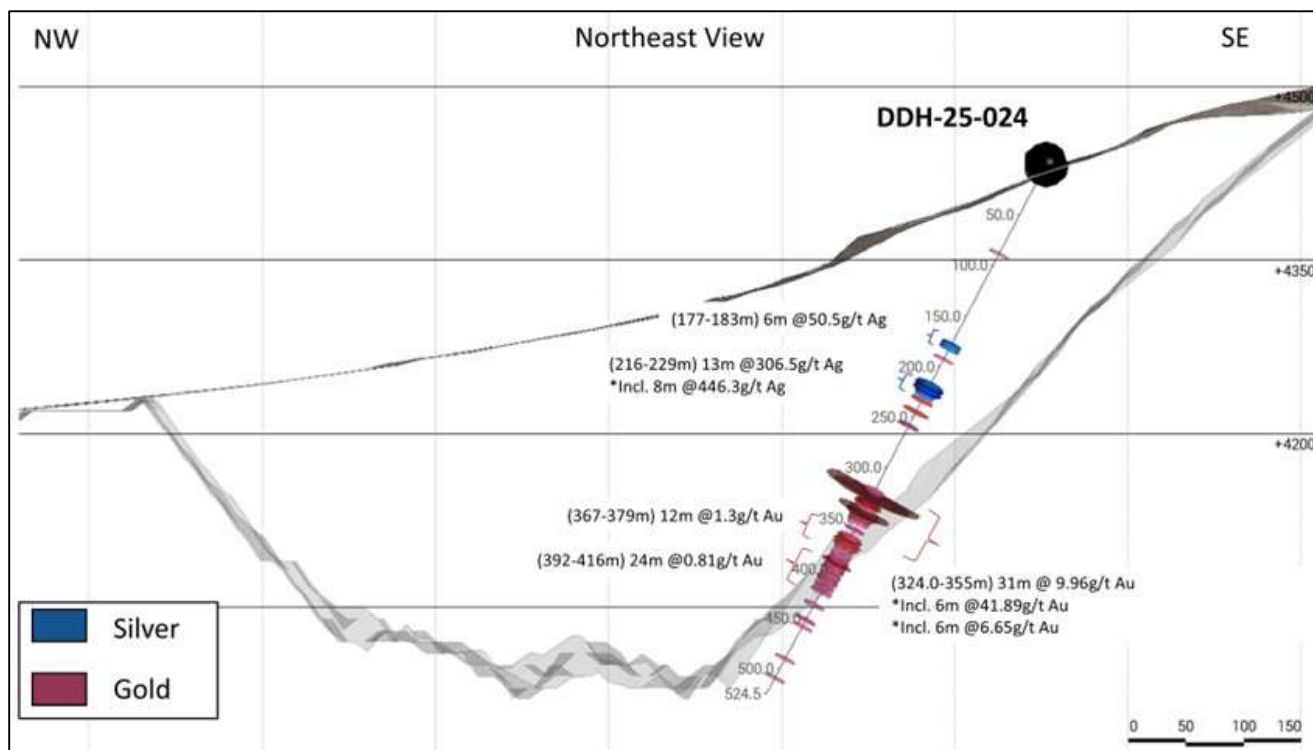 NW
Northeast View
SE
+4500
DDH-25-024
50.0
100.0
+4350
150.0
(177-183m) 6m @50.5g/t Ag
(216-229m) 13m @306.5g/t Ag
*Incl. 8m @446.3g/t Ag
200.0
250.0
+4200
300.0
(367-379m) 12m @1.3g/t Au
350
(392-416m) 24m @0.81g/t Au
400.0
(324.0-355m) 31m @ 9.96g/t Au
*Incl. 6m @41.89g/t Au
*Incl. 6m @6.65g/t Au
450.0
500.0
524.5
Silver
Gold
0 50 100 150